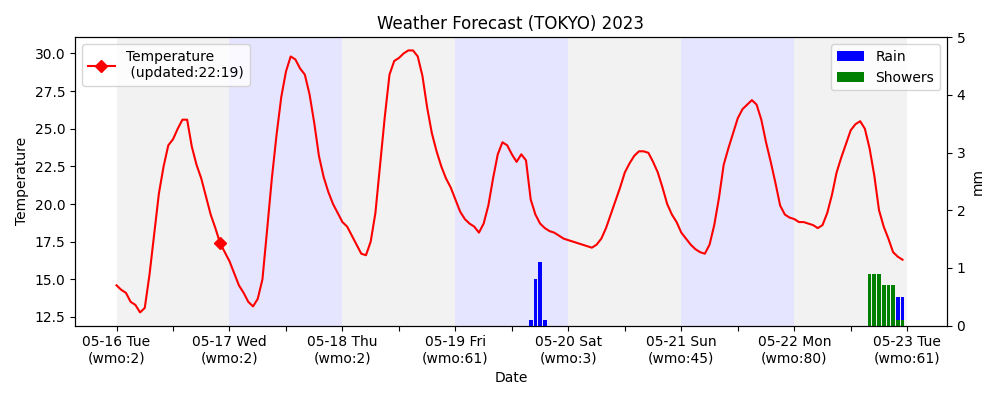 Weather Forecast (TOKYO) 2023
Temperature
(updated:22:19)
Rain
Showers
30.0
27.5
25.0
22.5
20.0
17.5
15.0
12.5
Temperature
5
4
3
2
1
0
mm
05-16 Tue
(wmo:2)
05-17 Wed
(wmo:2)
05-18 Thu
(wmo:2)
05-19 Fri
(wmo:61)
05-20 Sat
(wmo:3)
05-21 Sun
(wmo:45)
05-22 Mon
(wmo:80)
05-23 Tue
(wmo:61)
Date